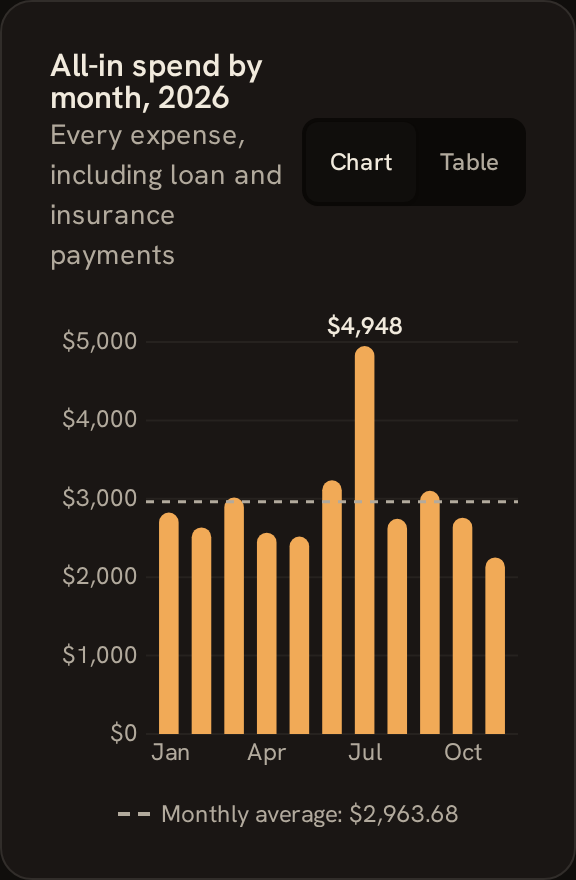 All-in spend by
month, 2026
Every expense,
including loan and
insurance
payments
Chart
Table
$4,948
$5,000
$4,000
$3,000
$2,000
$1,000
$0
Jan Apr Jul Oct
Monthly average: $2,963.68